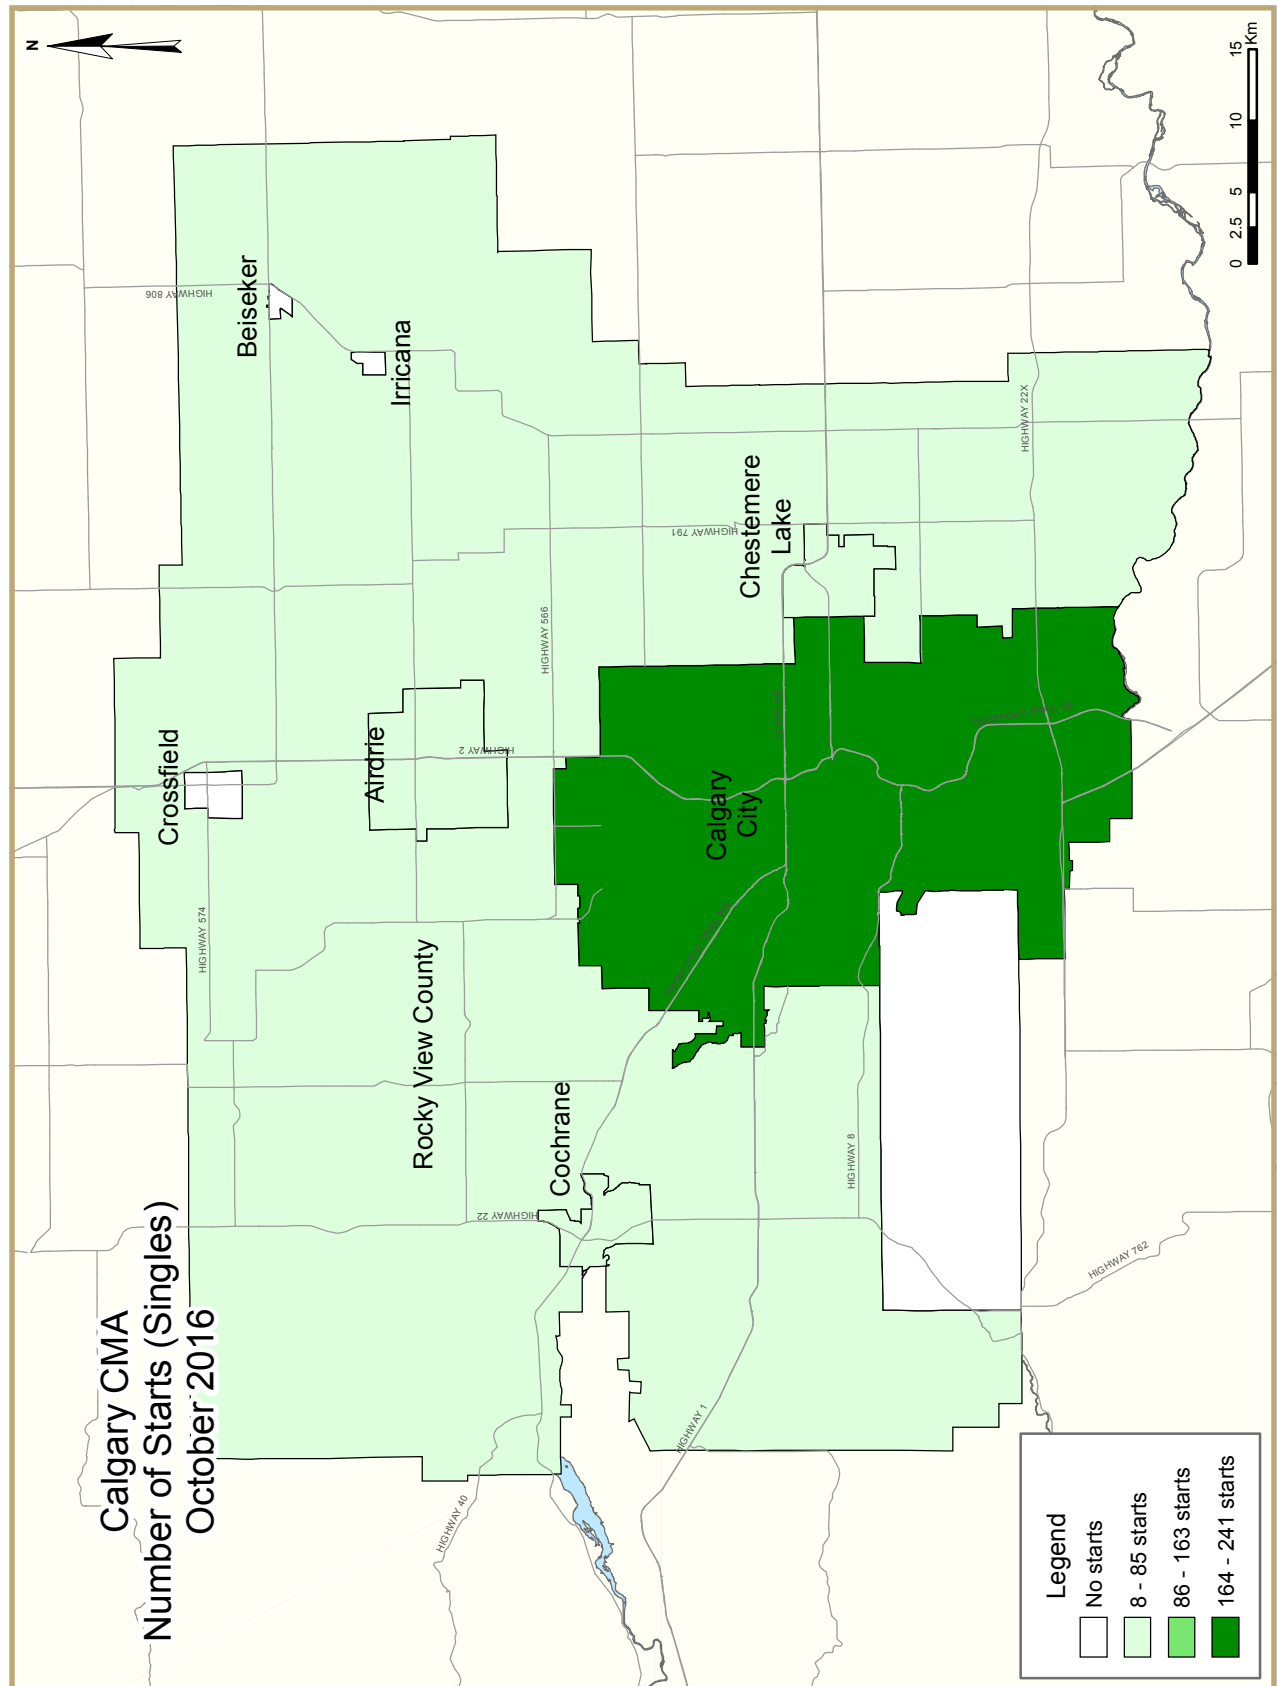 Calgary CMA
Number of Starts (Singles)
October 2016
N
Crossfield
Beiseker
Irricana
Airdrie
Rocky View County
Cochrane
Calgary
City
Chestemere
Lake
HIGHWAY 574
HIGHWAY 806
HIGHWAY 2
HIGHWAY 566
HIGHWAY 791
HIGHWAY 22
HIGHWAY 40
HIGHWAY 1
HIGHWAY 8
HIGHWAY 22X
HIGHWAY 762
Legend
No starts
8 - 85 starts
86 - 163 starts
164 - 241 starts
0 2.5 5 10 15
Km